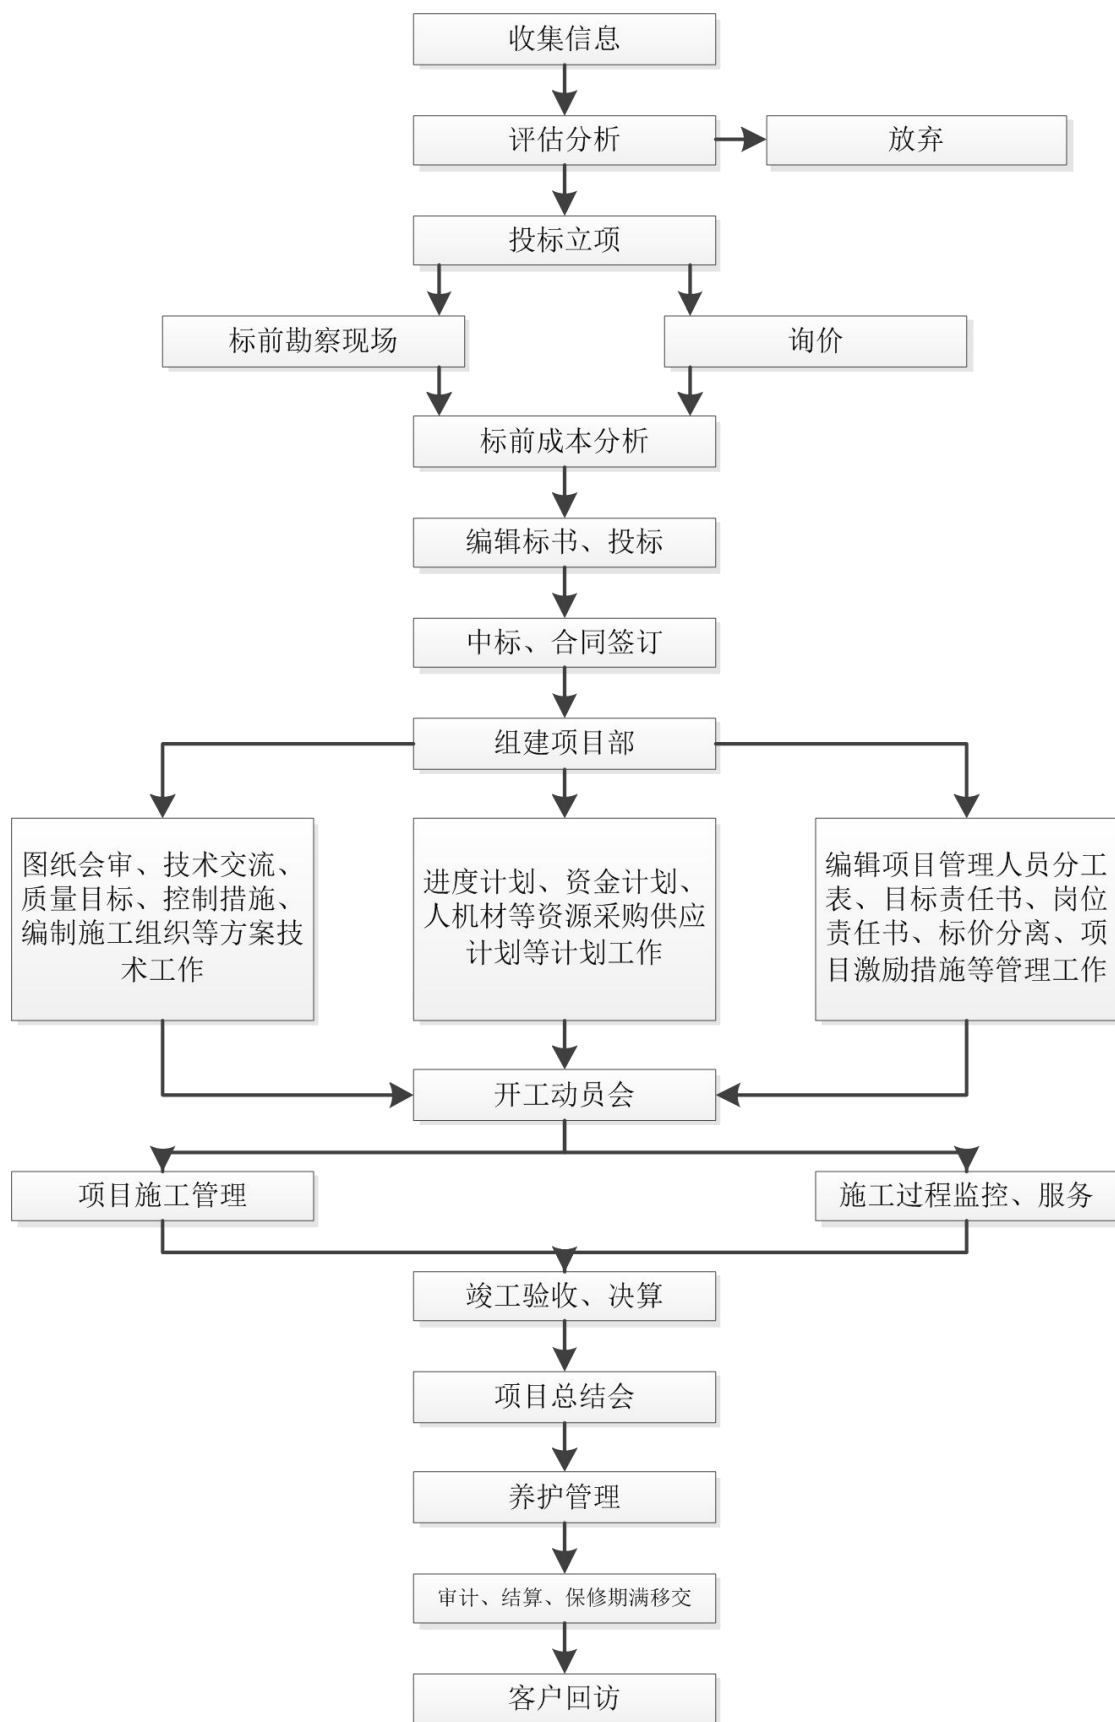 收集信息
评估分析
放弃
投标立项
标前勘察现场
询价
标前成本分析
编辑标书、投标
中标、合同签订
组建项目部
图纸会审、技术交流、
质量目标、控制措施、
编制施工组织等方案技
术工作
进度计划、资金计划、
人机材等资源采购供应
计划等计划工作
编辑项目管理人员分工
表、目标责任书、岗位
责任书、标价分离、项
目激励措施等管理工作
开工动员会
项目施工管理
施工过程监控、服务
竣工验收、决算
项目总结会
养护管理
审计、结算、保修期满移交
客户回访